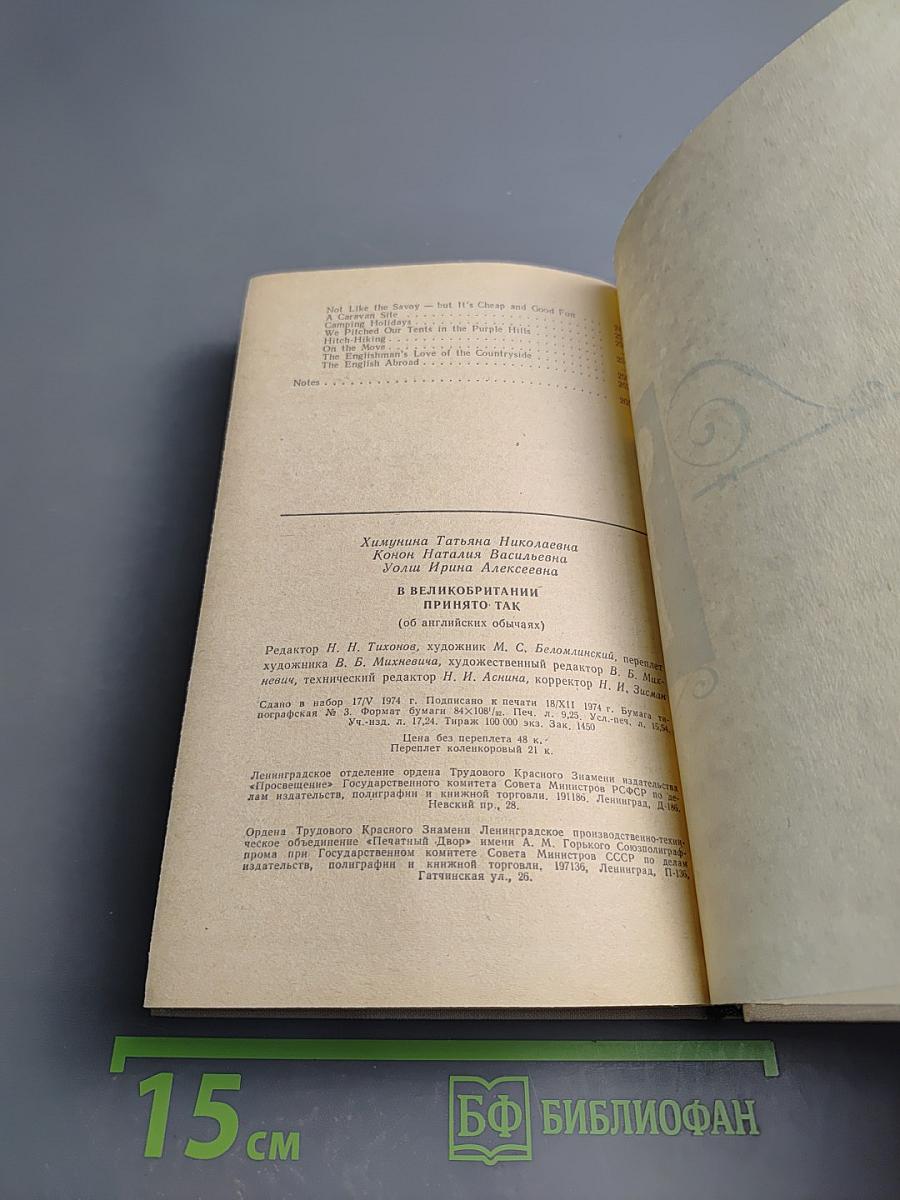 Not Like the Savoy — but It's Cheap and Good Fun
A Caravan Site
Camping Holidays
We Pitched Our Tents in the Purple Hills
Hitch-Hiking
On the Move
The Englishman's Love of the Countryside
The English Abroad
Notes
Химунина Татьяна Николаевна
Конон Наталия Васильевна
Уолш Ирина Алексеевна
В ВЕЛИКОБРИТАНИИ
ПРИНЯТО ТАК
(об английских обычаях)
Редактор Н. Н. Тихонов, художник М. С. Беломлинский, переплет
художника В. Б. Михневича, художественный редактор В. Б. Мих-
невич, технический редактор Н. И. Аснина, корректор Н. И. Зисман
Сдано в набор 17/V 1974 г. Подписано к печати 18/XII 1974 г. Бумага ти-
пографская № 3. Формат бумаги 84×108¹/₃₂. Печ. л. 9,25. Усл.-печ. л. 15,54.
Уч.-изд. л. 17,24. Тираж 100 000 экз. Зак. 1450
Цена без переплета 48 к.
Переплет коленкоровый 21 к.
Ленинградское отделение ордена Трудового Красного Знамени издательства
«Просвещение» Государственного комитета Совета Министров РСФСР по де-
лам издательств, полиграфии и книжной торговли. 191186, Ленинград, Д-186,
Невский пр., 28.
Ордена Трудового Красного Знамени Ленинградское производственно-техни-
ческое объединение «Печатный Двор» имени А. М. Горького Союзполиграф-
прома при Государственном комитете Совета Министров СССР по делам
издательств, полиграфии и книжной торговли. 197136, Ленинград, П-136,
Гатчинская ул., 26.
15 см
БФ БИБЛИОФАН